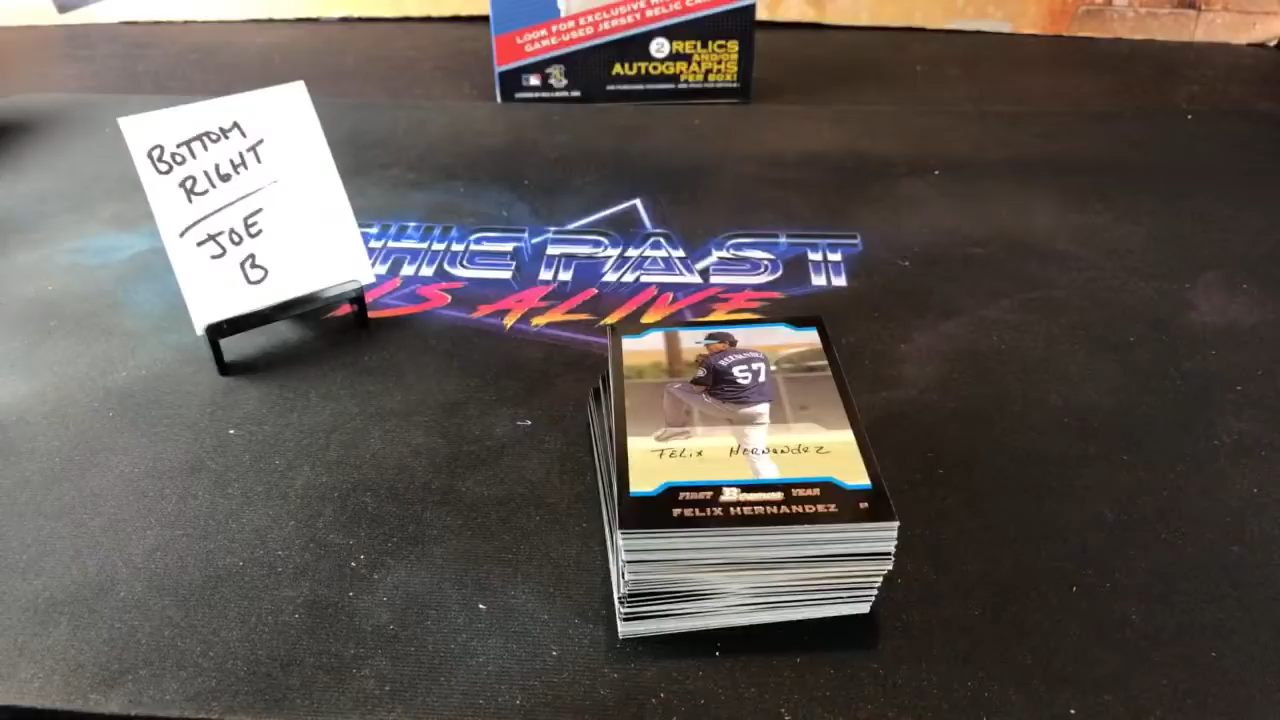 LOOK FOR EXCLUSIVE
GAME-USED JERSEY RELIC
2 RELICS
AND/OR
AUTOGRAPHS
PER BOX!
BOTTOM
RIGHT
JOE
B
THE PAST
IS ALIVE
HERNANDEZ
57
FELIX HERNANDEZ
FIRST Bowman YEAR
FELIX HERNANDEZ